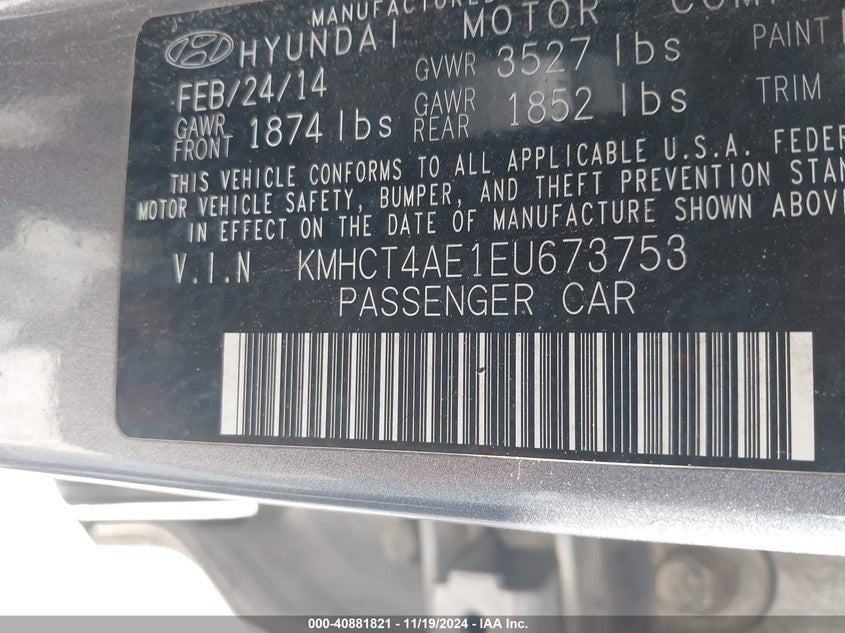 MANUFACTURED
HYUNDAI MOTOR COMP
FEB/24/14 GVWR 3527 lbs PAINT
GAWR FRONT 1874 lbs GAWR REAR 1852 lbs TRIM
THIS VEHICLE CONFORMS TO ALL APPLICABLE U.S.A. FEDER
MOTOR VEHICLE SAFETY, BUMPER, AND THEFT PREVENTION STAN
IN EFFECT ON THE DATE OF MANUFACTURE SHOWN ABOV
V.I.N KMHCT4AE1EU673753
PASSENGER CAR
000-40881821 - 11/19/2024 - © IAA, Inc.